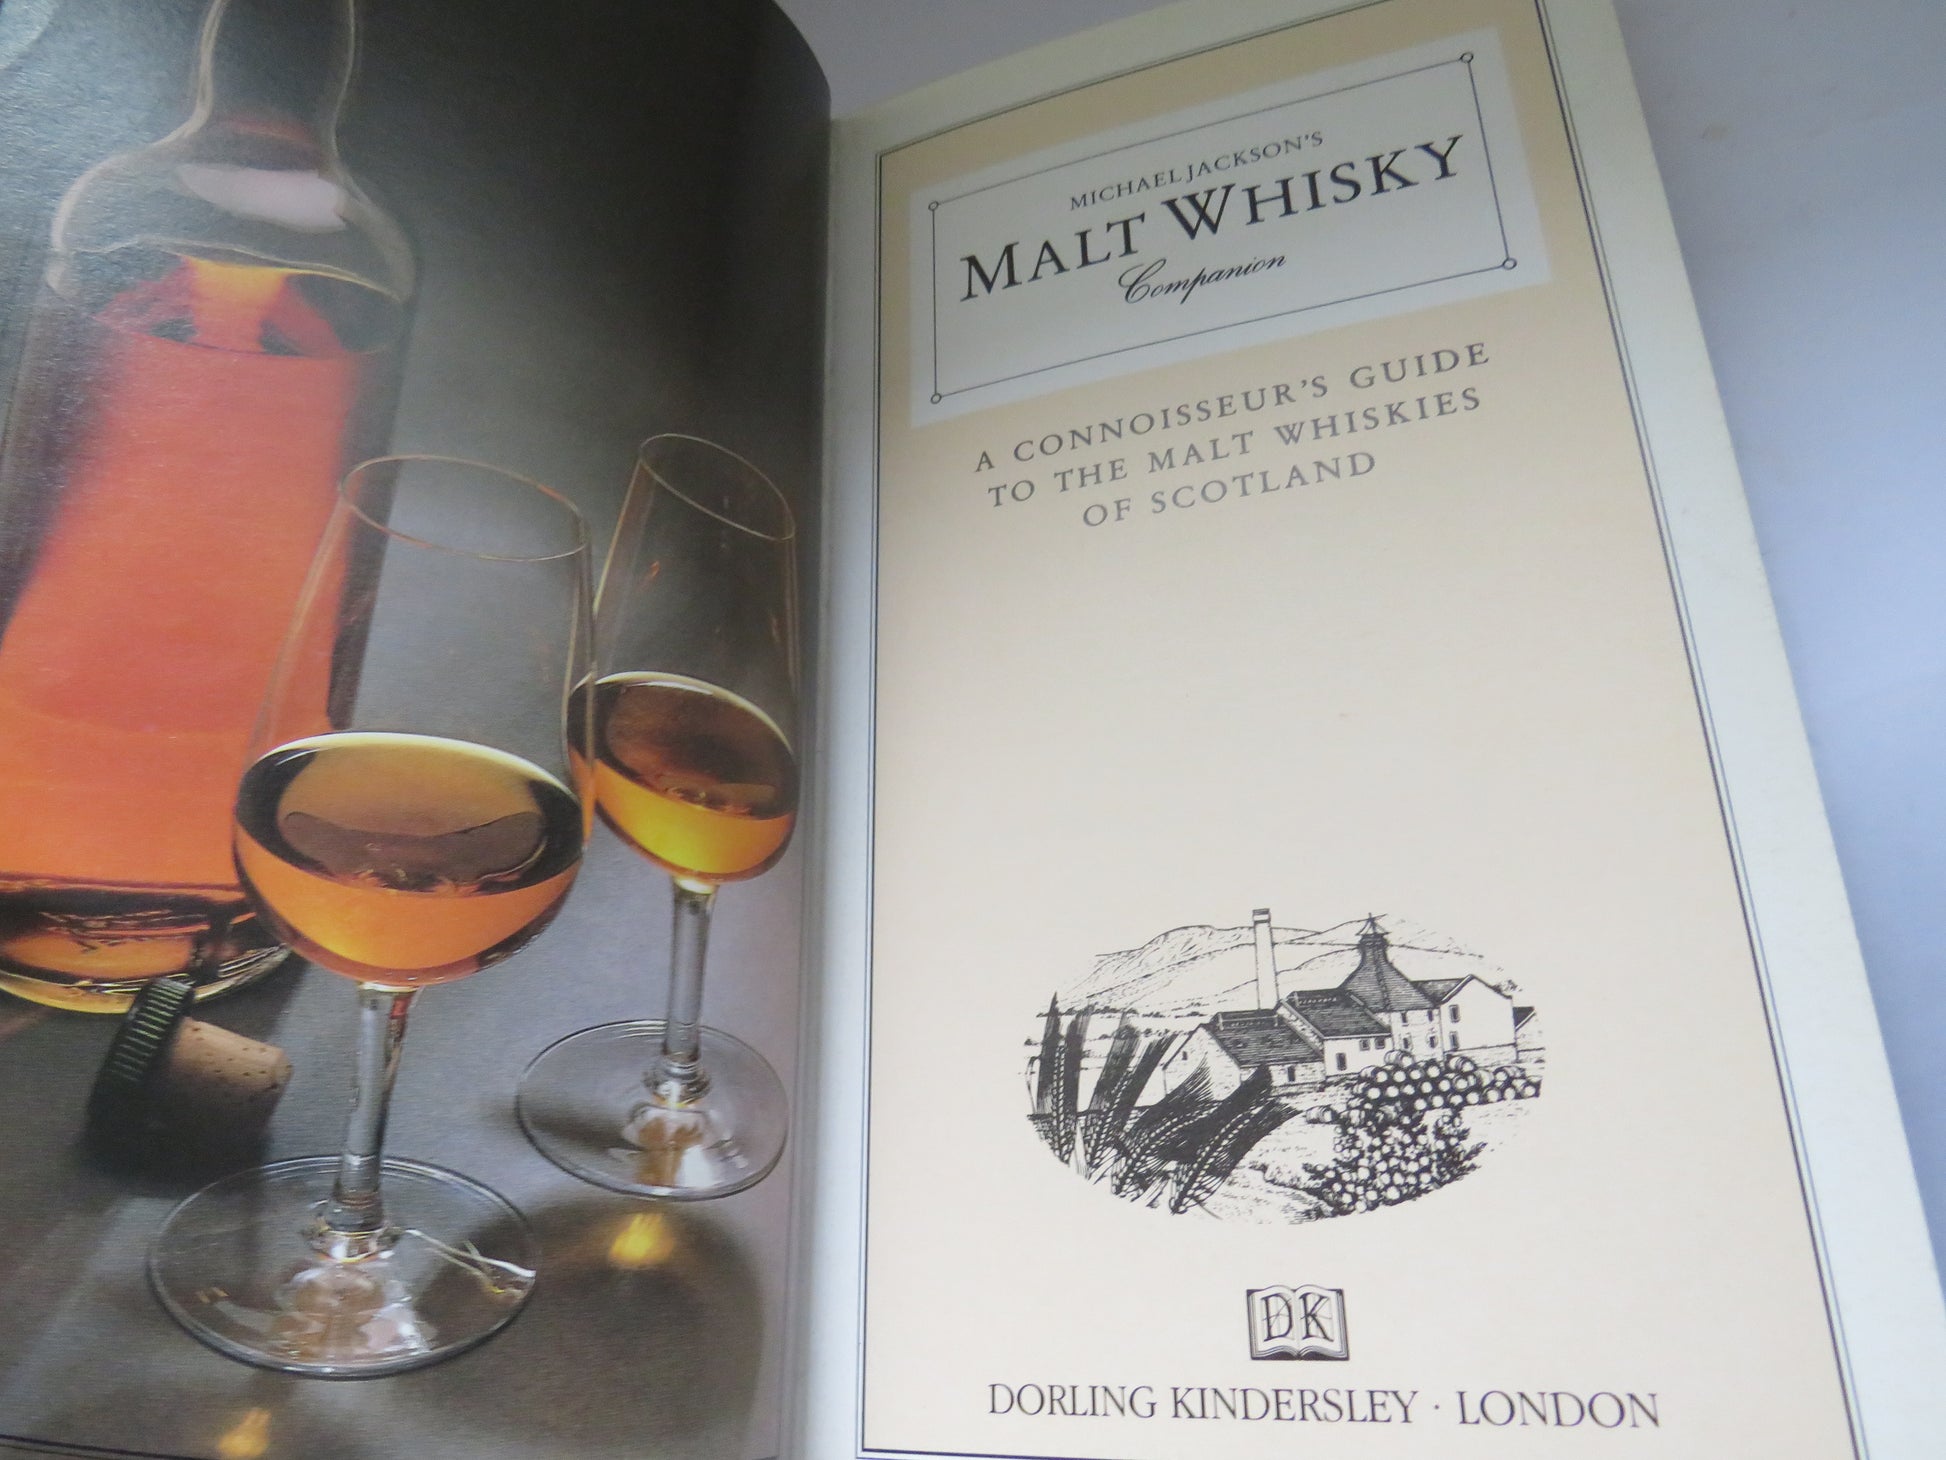 MICHAEL JACKSON'S
MALT WHISKY
Companion
A CONNOISSEUR'S GUIDE
TO THE MALT WHISKIES
OF SCOTLAND
DK
DORLING KINDERSLEY · LONDON